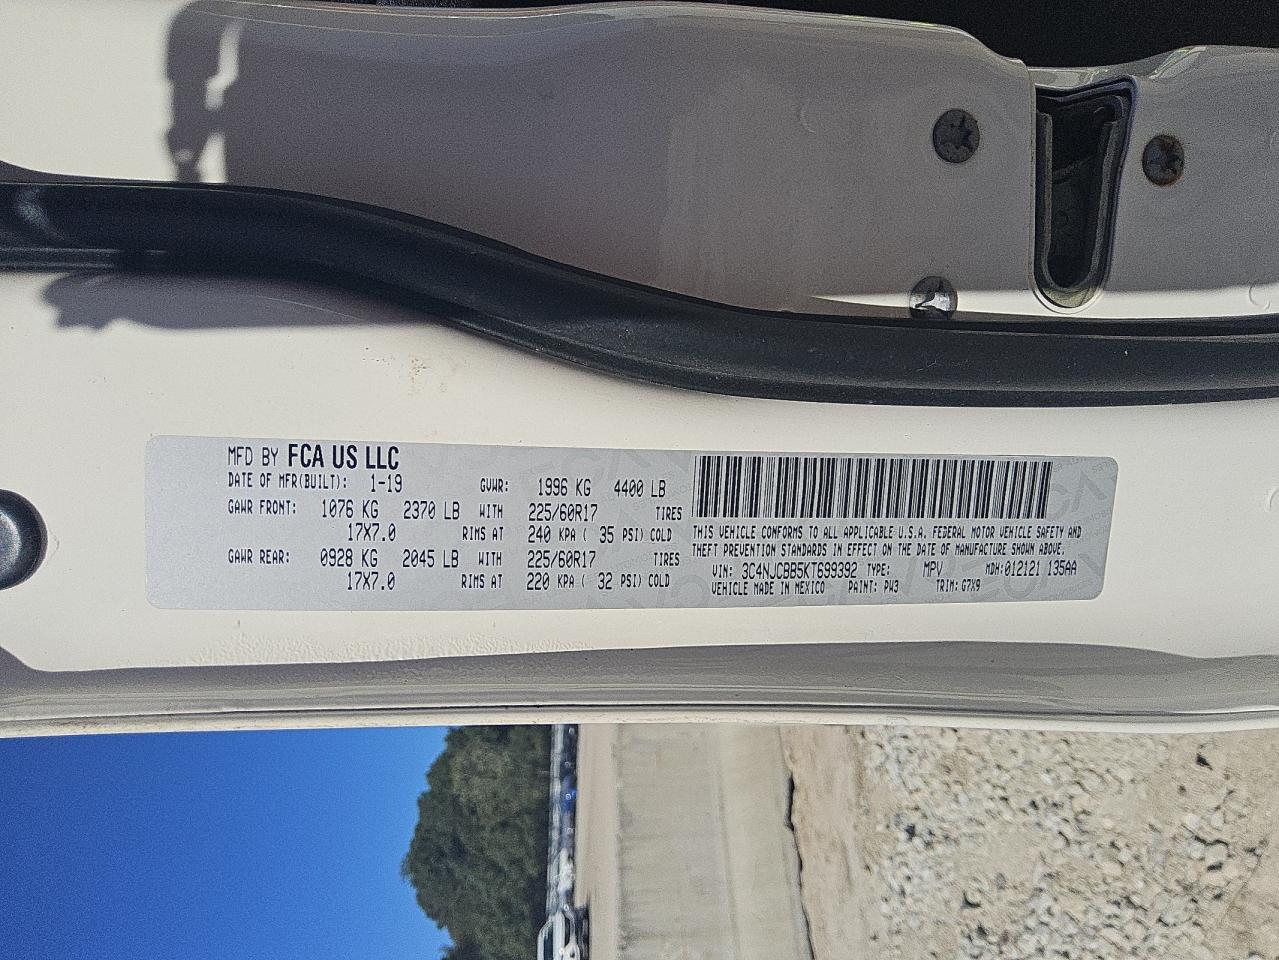 MFD BY FCA US LLC
DATE OF MFR(BUILT): 1-19 GVWR: 1996 KG 4400 LB
GAWR FRONT: 1076 KG 2370 LB WITH 225/60R17 TIRES
17X7.0 RIMS AT 240 KPA ( 35 PSI) COLD
GAWR REAR: 0928 KG 2045 LB WITH 225/60R17 TIRES
17X7.0 RIMS AT 220 KPA ( 32 PSI) COLD
THIS VEHICLE CONFORMS TO ALL APPLICABLE U.S.A. FEDERAL MOTOR VEHICLE SAFETY AND
THEFT PREVENTION STANDARDS IN EFFECT ON THE DATE OF MANUFACTURE SHOWN ABOVE.
VIN: 3C4NJCBB5KT699392 TYPE: MPV MDH:012121 135AA
VEHICLE MADE IN MEXICO PAINT: PW3 TRIM: G7X9